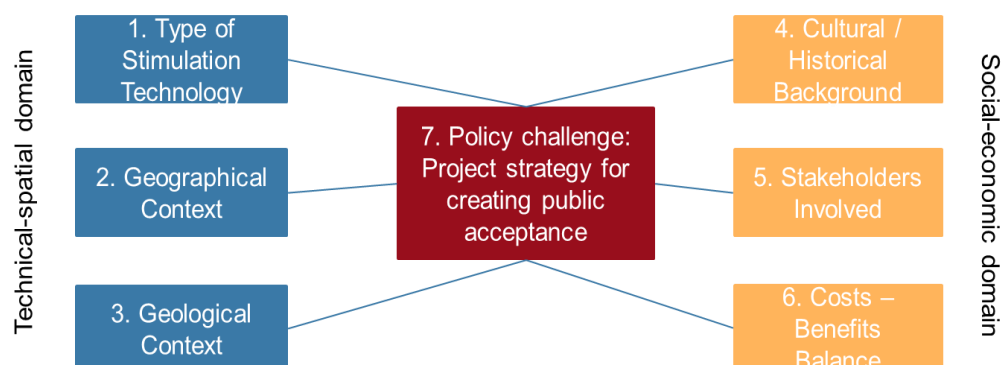 Technical-spatial domain
1. Type of
Stimulation
Technology
2. Geographical
Context
3. Geological
Context
7. Policy challenge:
Project strategy for
creating public
acceptance
4. Cultural /
Historical
Background
5. Stakeholders
Involved
6. Costs –
Benefits
Balance
Social-economic domain